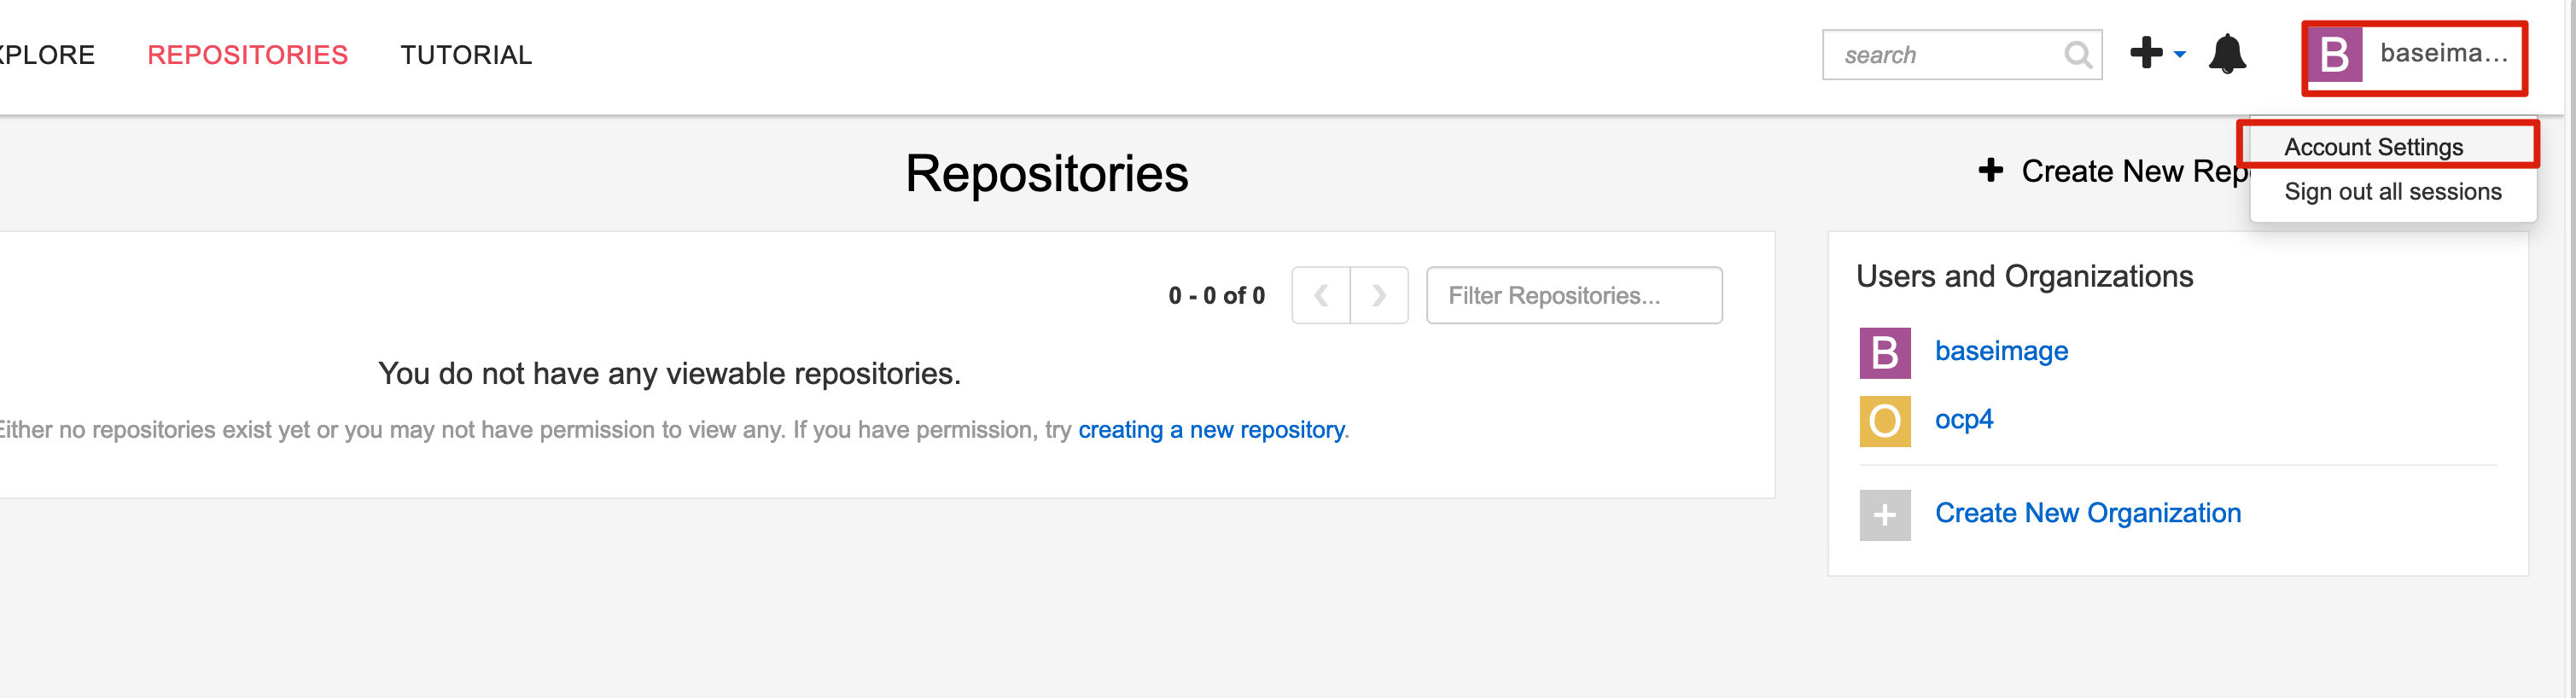 XPLORE REPOSITORIES TUTORIAL search B baseima...
Account Settings
Repositories + Create New Rep
Sign out all sessions
Users and Organizations
0 - 0 of 0 Filter Repositories...
B baseimage
You do not have any viewable repositories.
O ocp4
Either no repositories exist yet or you may not have permission to view any. If you have permission, try creating a new repository.
+ Create New Organization